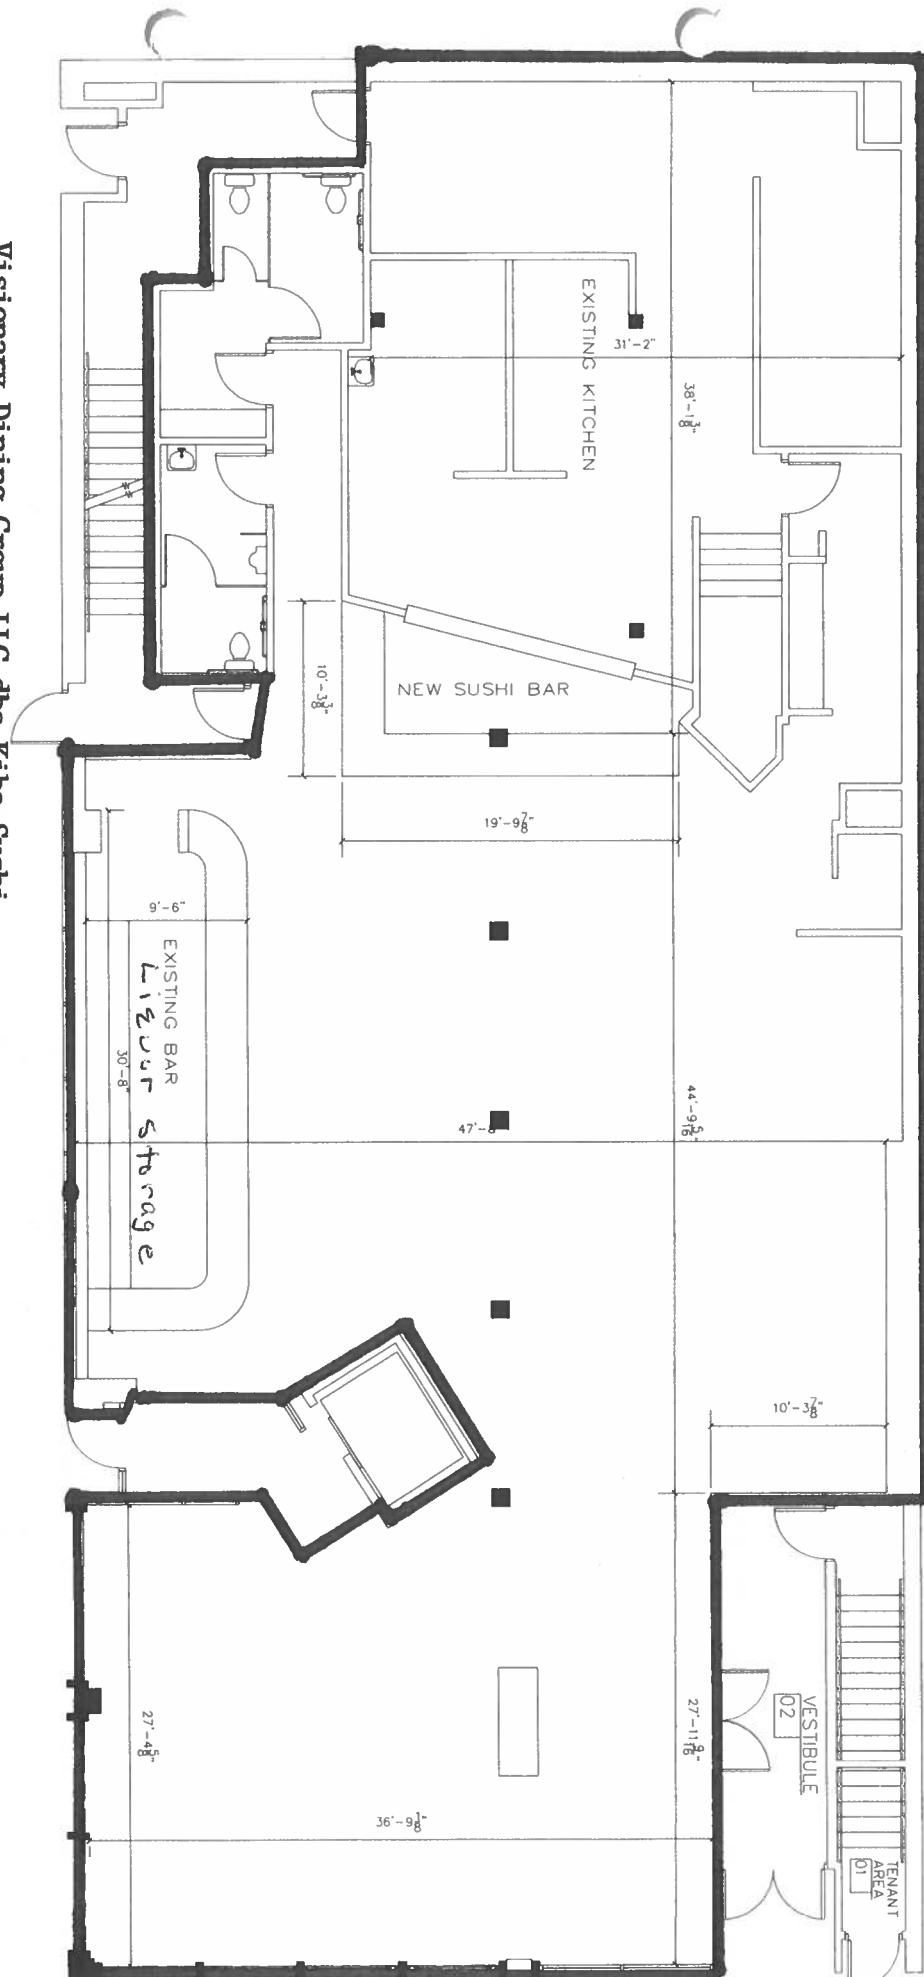 EXISTING KITCHEN
31'-2"
38'-1 3/8"
NEW SUSHI BAR
10'-3 3/8"
19'-9 7/8"
9'-6"
EXISTING BAR
Liquor storage
30'-8"
44'-9 5/16"
10'-3 7/8"
VESTIBULE
02
27'-11 9/16"
27'-4 5/8"
36'-9 1/8"
TENANT
AREA
01
Visionary Dining Group LLC dba Kibo Sushi